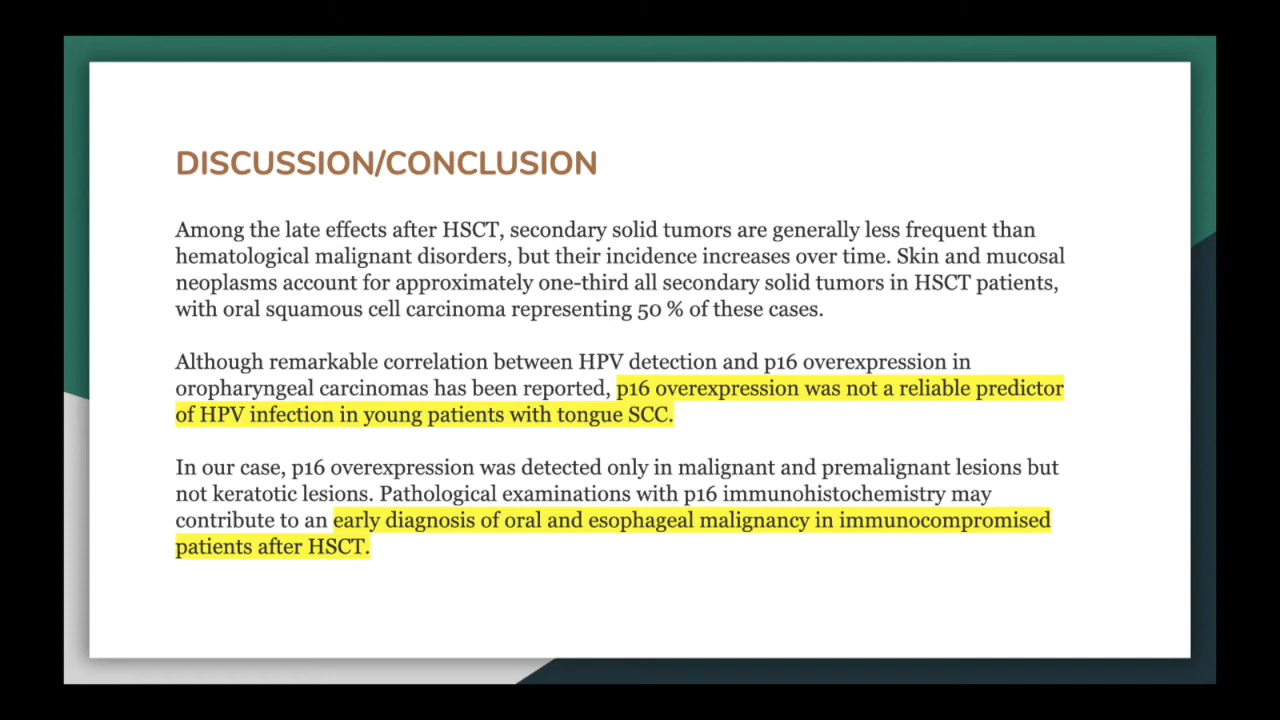 DISCUSSION/CONCLUSION
Among the late effects after HSCT, secondary solid tumors are generally less frequent than
hematological malignant disorders, but their incidence increases over time. Skin and mucosal
neoplasms account for approximately one-third all secondary solid tumors in HSCT patients,
with oral squamous cell carcinoma representing 50 % of these cases.
Although remarkable correlation between HPV detection and p16 overexpression in
oropharyngeal carcinomas has been reported, p16 overexpression was not a reliable predictor
of HPV infection in young patients with tongue SCC.
In our case, p16 overexpression was detected only in malignant and premalignant lesions but
not keratotic lesions. Pathological examinations with p16 immunohistochemistry may
contribute to an early diagnosis of oral and esophageal malignancy in immunocompromised
patients after HSCT.